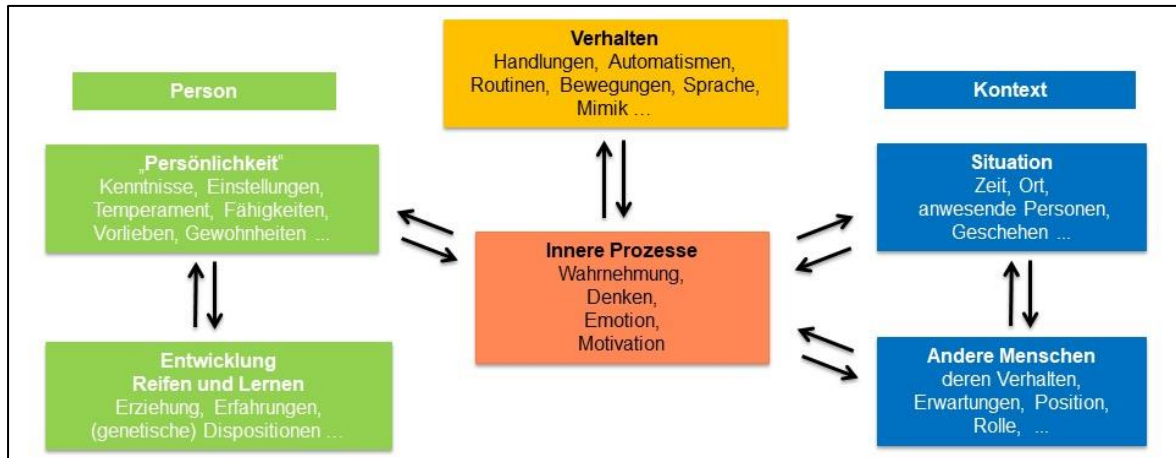 Verhalten
Handlungen, Automatismen,
Routinen, Bewegungen, Sprache,
Mimik ...
Person
„Persönlichkeit“
Kenntnisse, Einstellungen,
Temperament, Fähigkeiten,
Vorlieben, Gewohnheiten ...
Entwicklung
Reifen und Lernen
Erziehung, Erfahrungen,
(genetische) Dispositionen ...
Innere Prozesse
Wahrnehmung,
Denken,
Emotion,
Motivation
Kontext
Situation
Zeit, Ort,
anwesende Personen,
Geschehen ...
Andere Menschen
deren Verhalten,
Erwartungen, Position,
Rolle, ...